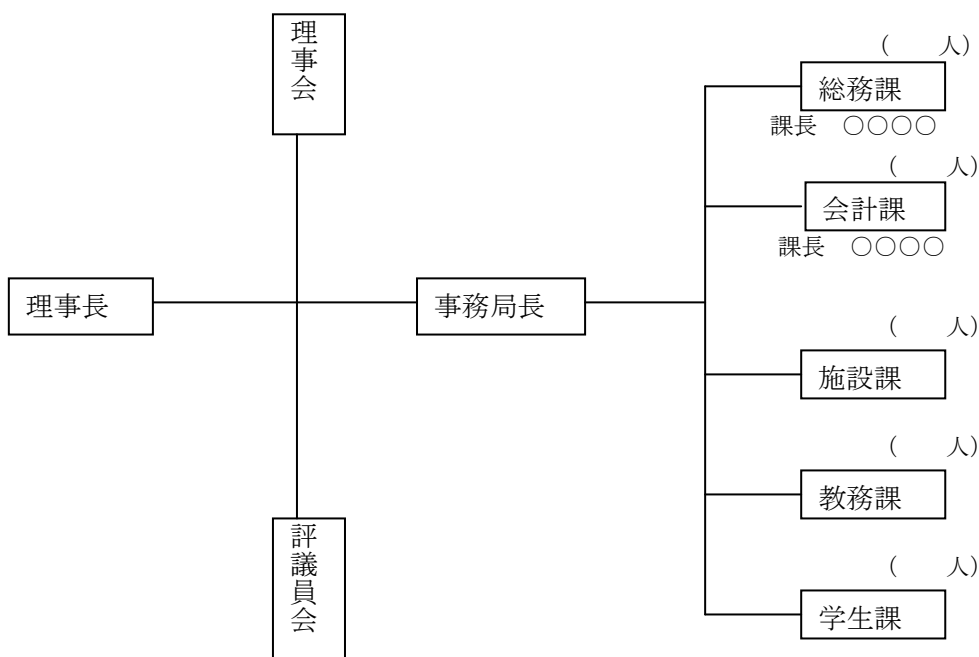 理事会
(　　人)
総務課
課長　○○○○
(　　人)
会計課
課長　○○○○
理事長
事務局長
(　　人)
施設課
(　　人)
教務課
評議員会
(　　人)
学生課